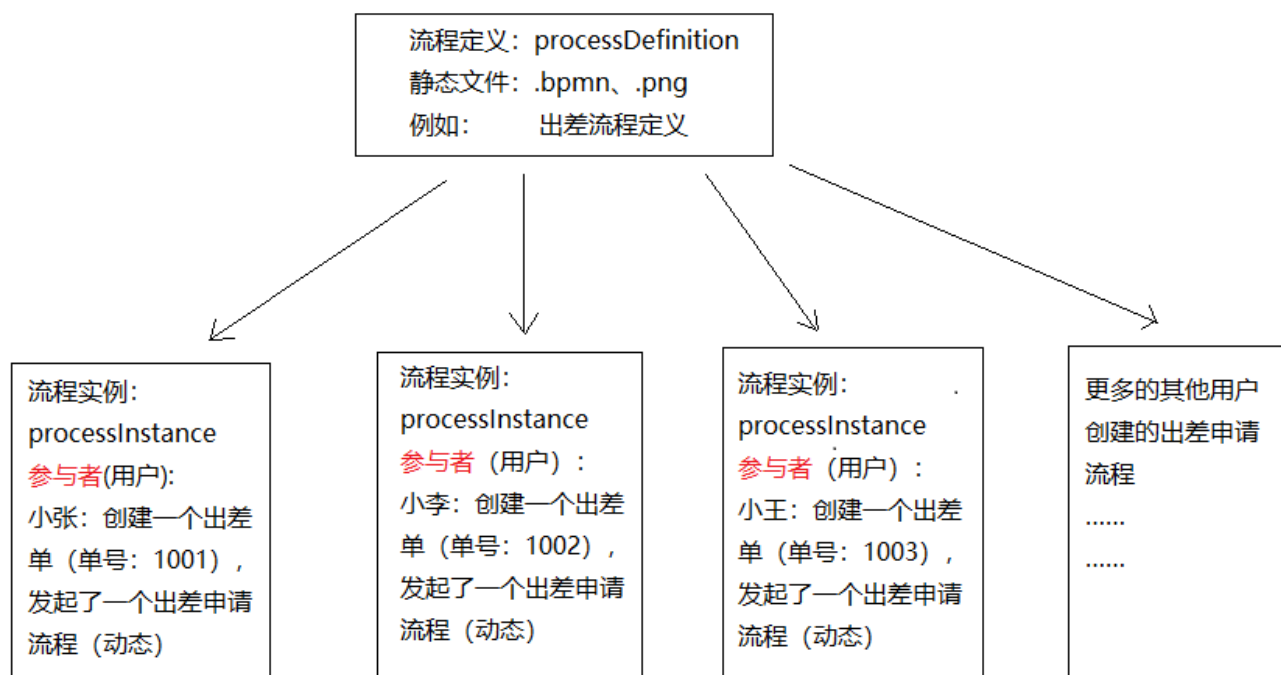 流程定义：processDefinition
静态文件：.bpmn、.png
例如： 出差流程定义
流程实例：
processInstance
参与者(用户):
小张：创建一个出差
单（单号：1001），
发起了一个出差申请
流程（动态）
流程实例：
processInstance
参与者（用户）：
小李：创建一个出差
单（单号：1002），
发起了一个出差申请
流程（动态）
流程实例：
processInstance
参与者（用户）：
小王：创建一个出差
单（单号：1003），
发起了一个出差申请
流程（动态）
更多的其他用户
创建的出差申请
流程
......
......